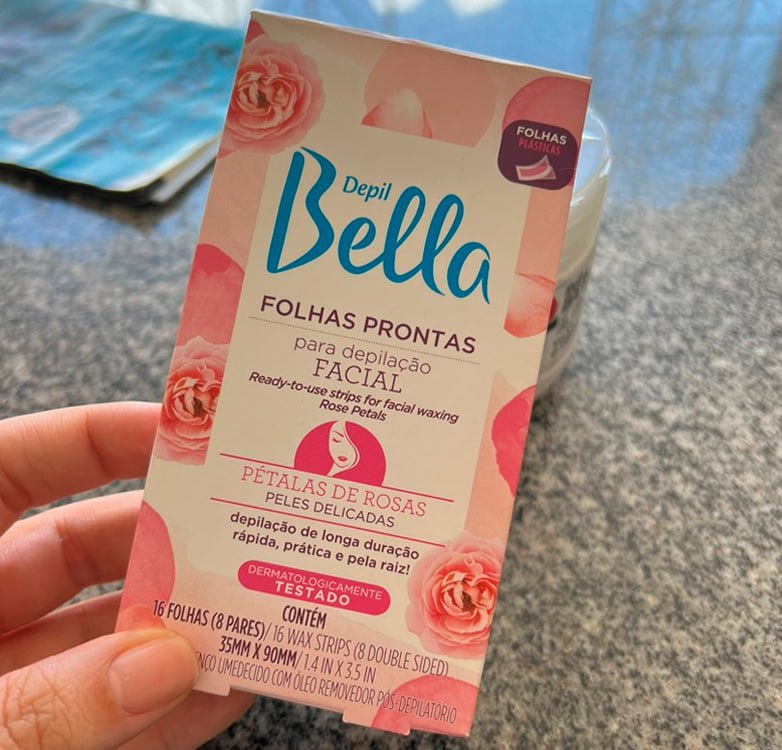 FOLHAS
PLÁSTICAS
Depil
Bella
FOLHAS PRONTAS
para depilação
FACIAL
Ready-to-use strips for facial waxing
Rose Petals
PÉTALAS DE ROSAS
PELES DELICADAS
depilação de longa duração
rápida, prática e pela raiz!
DERMATOLOGICAMENTE
TESTADO
CONTÉM
16 FOLHAS (8 PARES)/ 16 WAX STRIPS (8 DOUBLE SIDED)
35MM X 90MM/ 1.4 IN X 3.5 IN
UMEDECIDO COM ÓLEO REMOVEDOR PÓS-DEPILATÓRIO